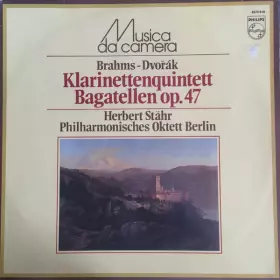 Musica
da camera
PHILIPS
Brahms-Dvořák
Klarinettenquintett
Bagatellen op.47
Herbert Stähr
Philharmonisches Oktett Berlin